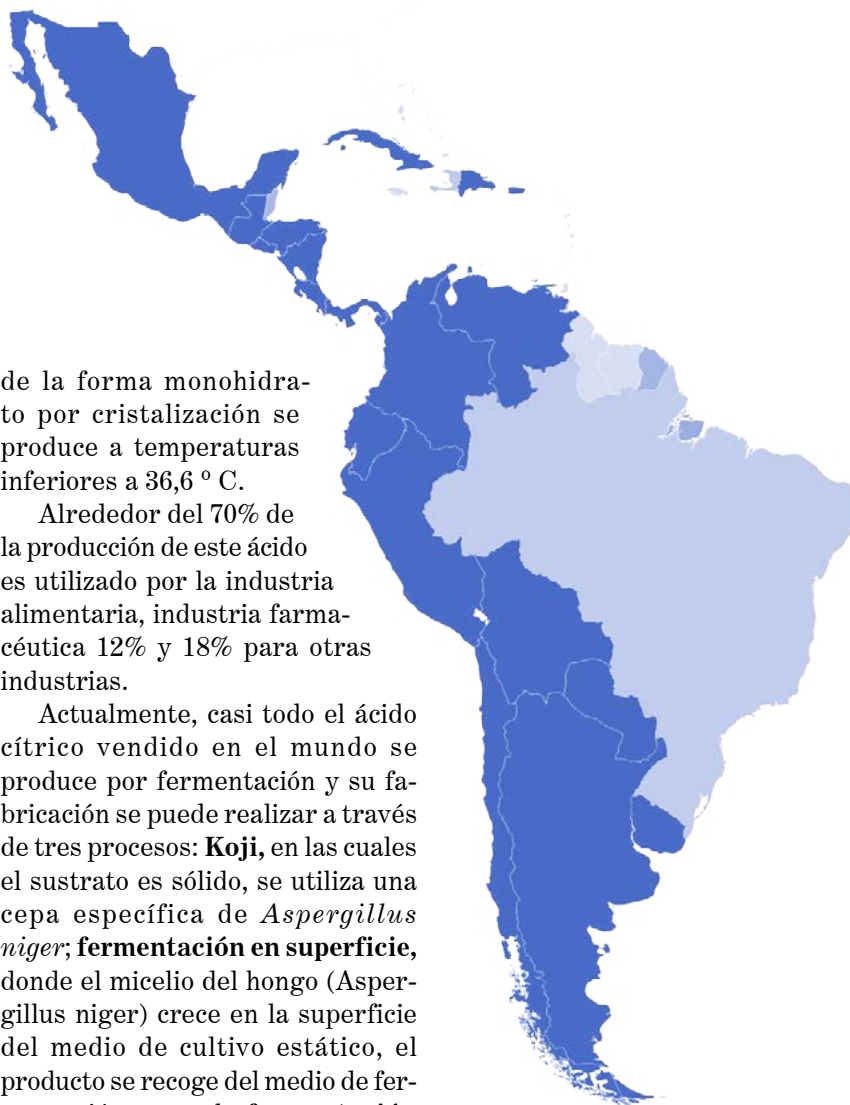 de la forma monohidra-
to por cristalización se
produce a temperaturas
inferiores a 36,6 º C.
Alrededor del 70% de
la producción de este ácido
es utilizado por la industria
alimentaria, industria farma-
céutica 12% y 18% para otras
industrias.
Actualmente, casi todo el ácido
cítrico vendido en el mundo se
produce por fermentación y su fa-
bricación se puede realizar a través
de tres procesos: Koji, en las cuales
el sustrato es sólido, se utiliza una
cepa específica de Aspergillus
niger; fermentación en superficie,
donde el micelio del hongo (Asper-
gillus niger) crece en la superficie
del medio de cultivo estático, el
producto se recoge del medio de fer-